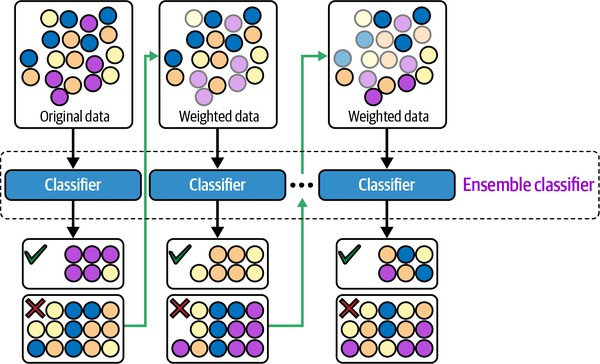 Original data
Weighted data
Weighted data
Classifier
Classifier
Classifier
Ensemble classifier